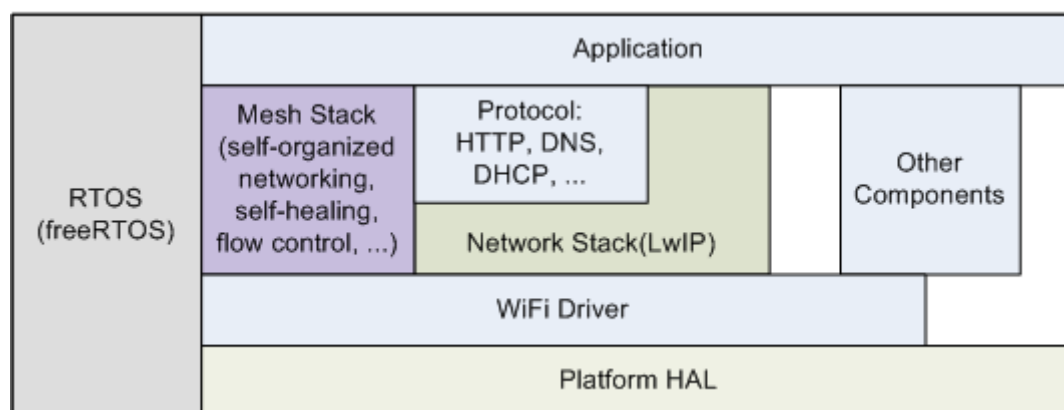 RTOS
(freeRTOS)
Application
Mesh Stack
(self-organized
networking,
self-healing,
flow control, ...)
Protocol:
HTTP, DNS,
DHCP, ...
Network Stack(LwIP)
Other
Components
WiFi Driver
Platform HAL